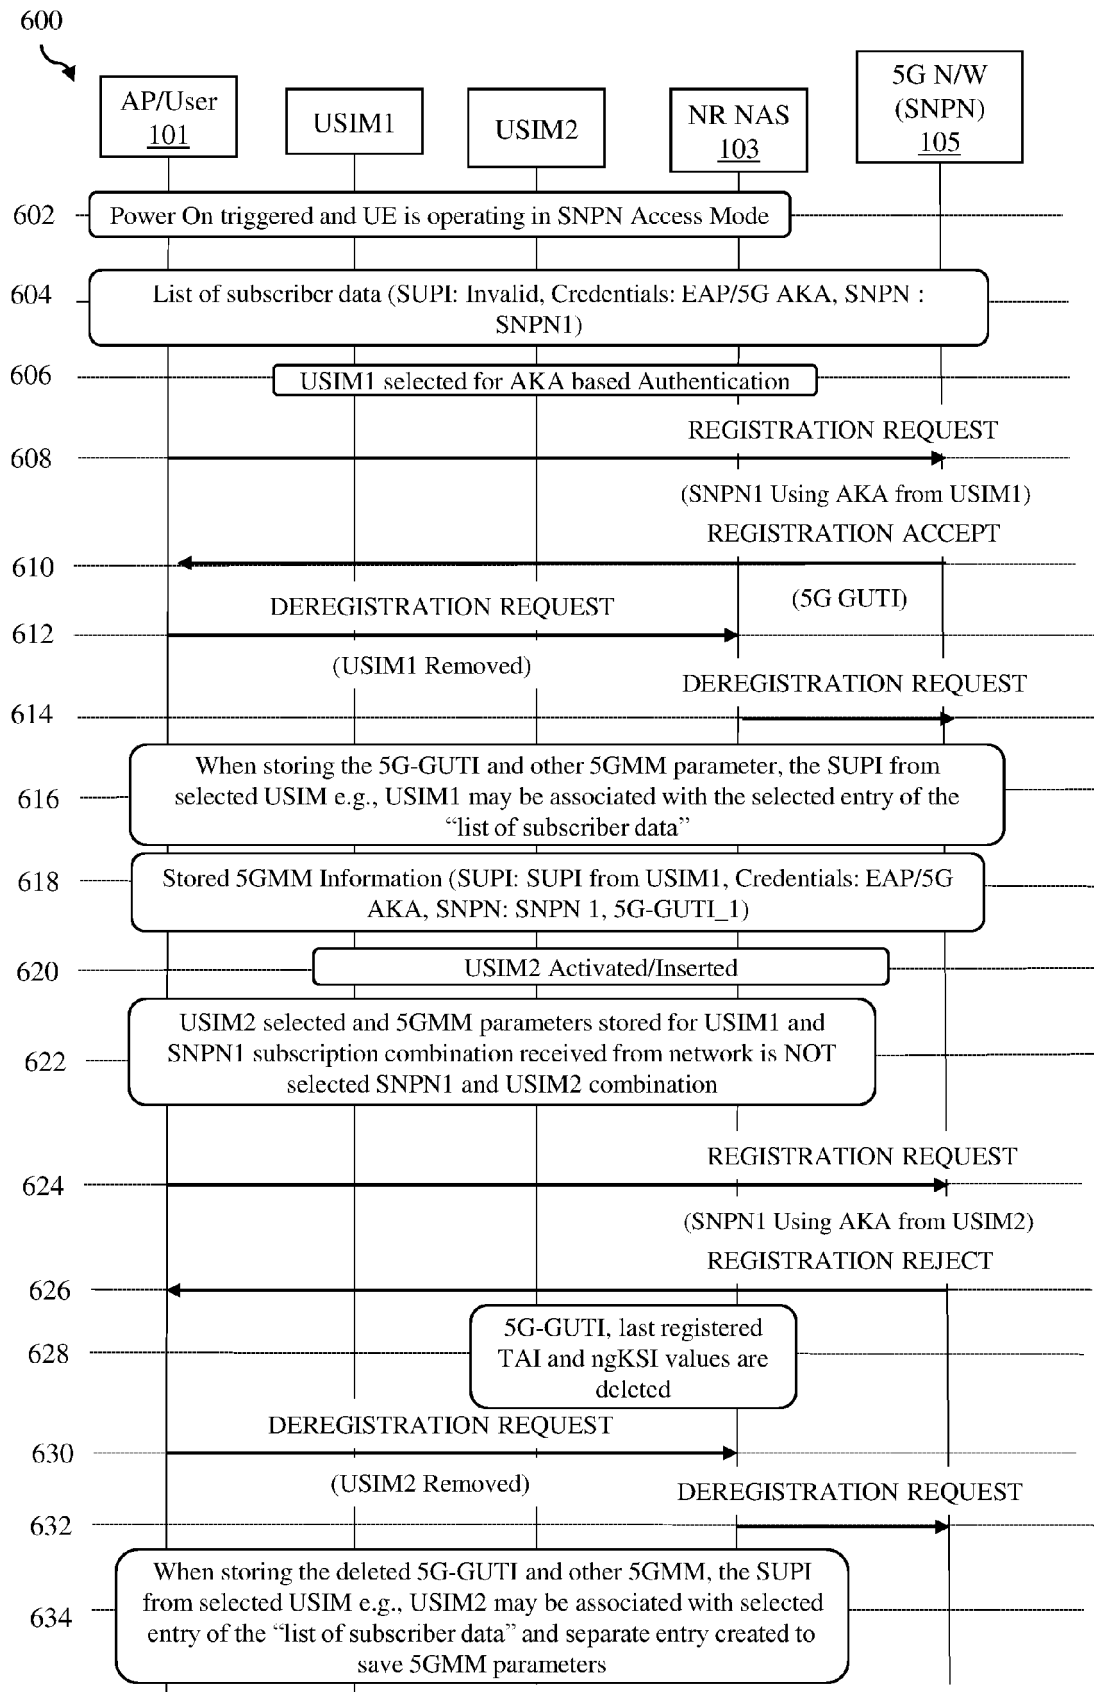 600
AP/User
101
USIM1
USIM2
NR NAS
103
5G N/W
(SNPN)
105
602
Power On triggered and UE is operating in SNPN Access Mode
604
List of subscriber data (SUPI: Invalid, Credentials: EAP/5G AKA, SNPN :
SNPN1)
606
USIM1 selected for AKA based Authentication
REGISTRATION REQUEST
608
(SNPN1 Using AKA from USIM1)
REGISTRATION ACCEPT
610
(5G GUTI)
DEREGISTRATION REQUEST
612
(USIM1 Removed)
DEREGISTRATION REQUEST
614
When storing the 5G-GUTI and other 5GMM parameter, the SUPI from
616
selected USIM e.g., USIM1 may be associated with the selected entry of the
“list of subscriber data”
618
Stored 5GMM Information (SUPI: SUPI from USIM1, Credentials: EAP/5G
AKA, SNPN: SNPN 1, 5G-GUTI_1)
620
USIM2 Activated/Inserted
USIM2 selected and 5GMM parameters stored for USIM1 and
622
SNPN1 subscription combination received from network is NOT
selected SNPN1 and USIM2 combination
REGISTRATION REQUEST
624
(SNPN1 Using AKA from USIM2)
REGISTRATION REJECT
626
5G-GUTI, last registered
628
TAI and ngKSI values are
deleted
DEREGISTRATION REQUEST
630
(USIM2 Removed)
DEREGISTRATION REQUEST
632
When storing the deleted 5G-GUTI and other 5GMM, the SUPI
634
from selected USIM e.g., USIM2 may be associated with selected
entry of the “list of subscriber data” and separate entry created to
save 5GMM parameters